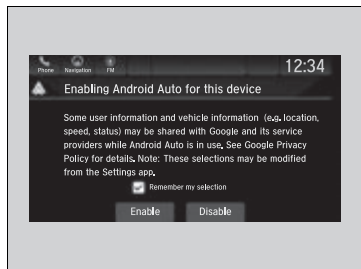 12:34
Phone Navigation FM
Enabling Android Auto for this device
Some user information and vehicle information (e.g. location,
speed, status) may be shared with Google and its service
providers while Android Auto is in use. See Google Privacy
Policy for details. Note: These selections may be modified
from the Settings app.
Remember my selection
Enable Disable